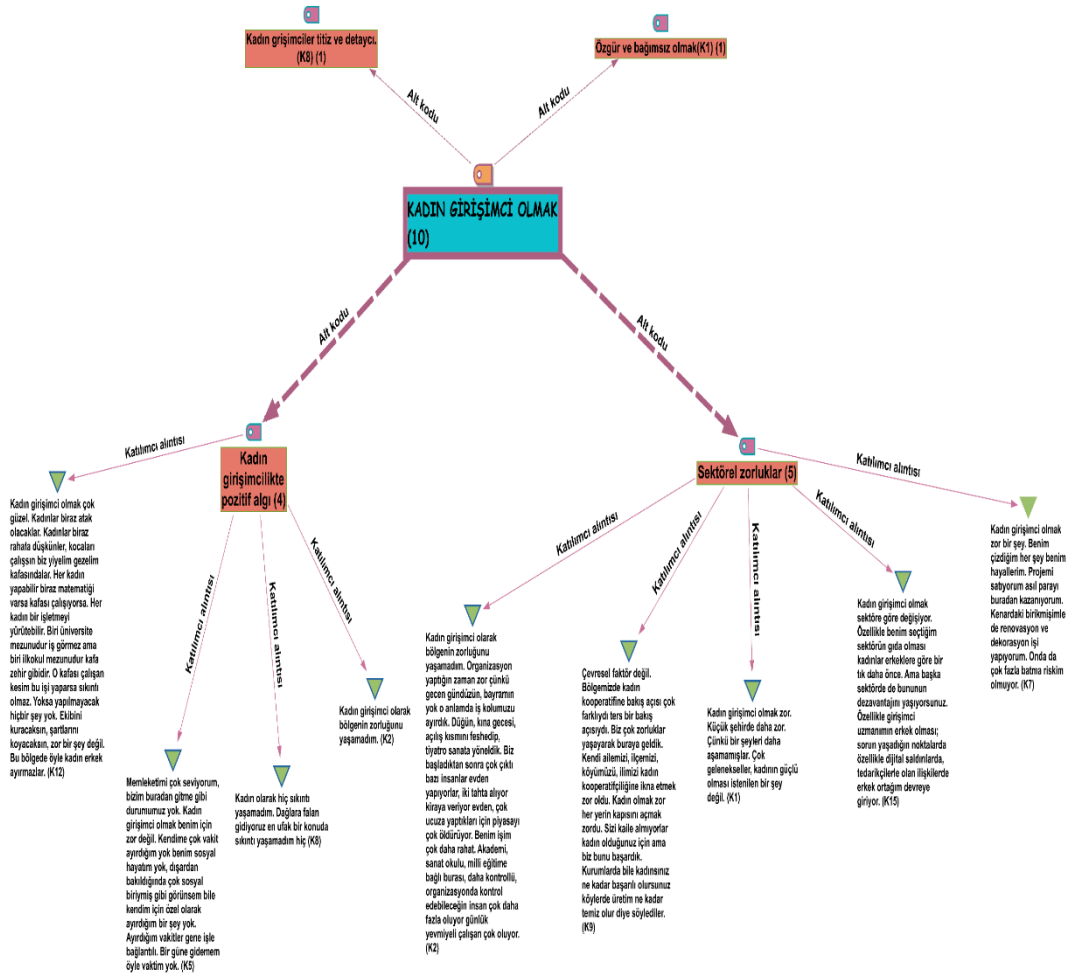 Kadın grişimciler titiz ve detaycı.
(K8) (1)
Özgür ve bağımsız olmak(K1) (1)
Alt kodu
Alt kodu
KADIN GİRİŞİMCİ OLMAK
(10)
Alt kodu
Alt kodu
Katılımcı alıntısı
Kadın
girişimcilikte
pozitif algı (4)
Katılımcı alıntısı
Katılımcı alıntısı
Katılımcı alıntısı
Sektörel zorluklar (5)
Katılımcı alıntısı
Katılımcı alıntısı
Katılımcı alıntısı
Katılımcı alıntısı
Katılımcı alıntısı
Kadın girişimci olmak çok
güzel. Kadınlar biraz atak
olacaklar. Kadınlar biraz
rahata düşkünler, kocaları
çalışsın biz yiyelim gezelim
kafasındalar. Her kadın
yapabilir biraz matematiği
varsa kafası çalışıyorsa. Her
kadın bir işletmeyi
yürütebilir. Biri üniversite
mezunudur iş görmez ama
biri ilkokul mezunudur kafa
zehir gibidir. O kafası çalışan
kesim bu işi yaparsa sıkıntı
olmaz. Yoksa yapılmayacak
hiçbir şey yok. Ekibini
kuracaksın, şartlarını
koyacaksın, zor bir şey değil.
Bu bölgede öyle kadın erkek
ayırmazlar. (K12)
Memleketimi çok seviyorum,
bizim buradan gitme gibi
durumumuz yok. Kadın
girişimci olmak benim için
zor değil. Kendime çok vakit
ayırdığım yok benim sosyal
hayatım yok, dışardan
bakıldığında çok sosyal
biriymiş gibi görünsem bile
kendim için özel olarak
ayırdığım bir şey yok.
Ayırdığım vakitler gene işle
bağlantılı. Bir güne gidemem
öyle vaktim yok. (K5)
Kadın olarak hiç sıkıntı
yaşamadım. Dağlara falan
gidiyoruz en ufak bir konuda
sıkıntı yaşamadım hiç (K8)
Kadın girişimci olarak
bölgenin zorluğunu
yaşamadım. (K2)
Kadın girişimci olarak
bölgenin zorluğunu
yaşamadım. Organizasyon
yaptığın zaman zor çünkü
gecen gündüzün, bayramın
yok o anlamda iş kolumuzu
ayırdık. Düğün, kına gecesi,
açılış kısmını feshedip,
tiyatro sanata yöneldik. Biz
başladıktan sonra çok çıktı
bazı insanlar evden
yapıyorlar, iki tahta alıyor
kiraya veriyor evden, çok
ucuza yaptıkları için piyasayı
çok öldürüyor. Benim işim
çok daha rahat. Akademi,
sanat okulu, milli eğitime
bağlı burası, daha kontrollü,
organizasyonda kontrol
edebileceğin insan çok daha
fazla oluyor günlük
yevmiyeli çalışan çok oluyor.
(K2)
Çevresel faktör değil.
Bölgemizde kadın
kooperatifine bakış açısı çok
farklıydı ters bir bakış
açısıydı. Biz çok zorluklar
yaşayarak buraya geldik.
Kendi ailemizi, ilçemizi,
köyümüzü, ilimizi kadın
kooperatifçiliğine ikna etmek
zor oldu. Kadın olmak zor
her yerin kapısını açmak
zordu. Sizi kaile almıyorlar
kadın olduğunuz için ama
biz bunu başardık.
Kurumlarda bile kadınsınız
ne kadar başarılı olursunuz
köylerde üretim ne kadar
temiz olur diye söylediler.
(K9)
Kadın girişimci olmak zor.
Küçük şehirde daha zor.
Çünkü bir şeyleri daha
aşamamışlar. Çok
gelenekseller, kadının güçlü
olması istenilen bir şey
değil. (K1)
Kadın girişimci olmak
sektöre göre değişiyor.
Özellikle benim seçtiğim
sektörün gıda olması
kadınlar erkeklere göre bir
tık daha önce. Ama başka
sektörde de bununun
dezavantajını yaşıyorsunuz.
Özellikle girişimci
uzmanımın erkek olması;
sorun yaşadığın noktalarda
özellikle dijital saldırılarda,
tedarikçilerle olan ilişkilerde
erkek ortağım devreye
giriyor. (K15)
Kadın girişimci olmak
zor bir şey. Benim
çizdiğim her şey benim
hayallerim. Projemi
satıyorum asıl parayı
buradan kazanıyorum.
Kenardaki birikmişimle
de renovasyon ve
dekorasyon işi
yapıyorum. Onda da
çok fazla batma riskim
olmuyor. (K7)